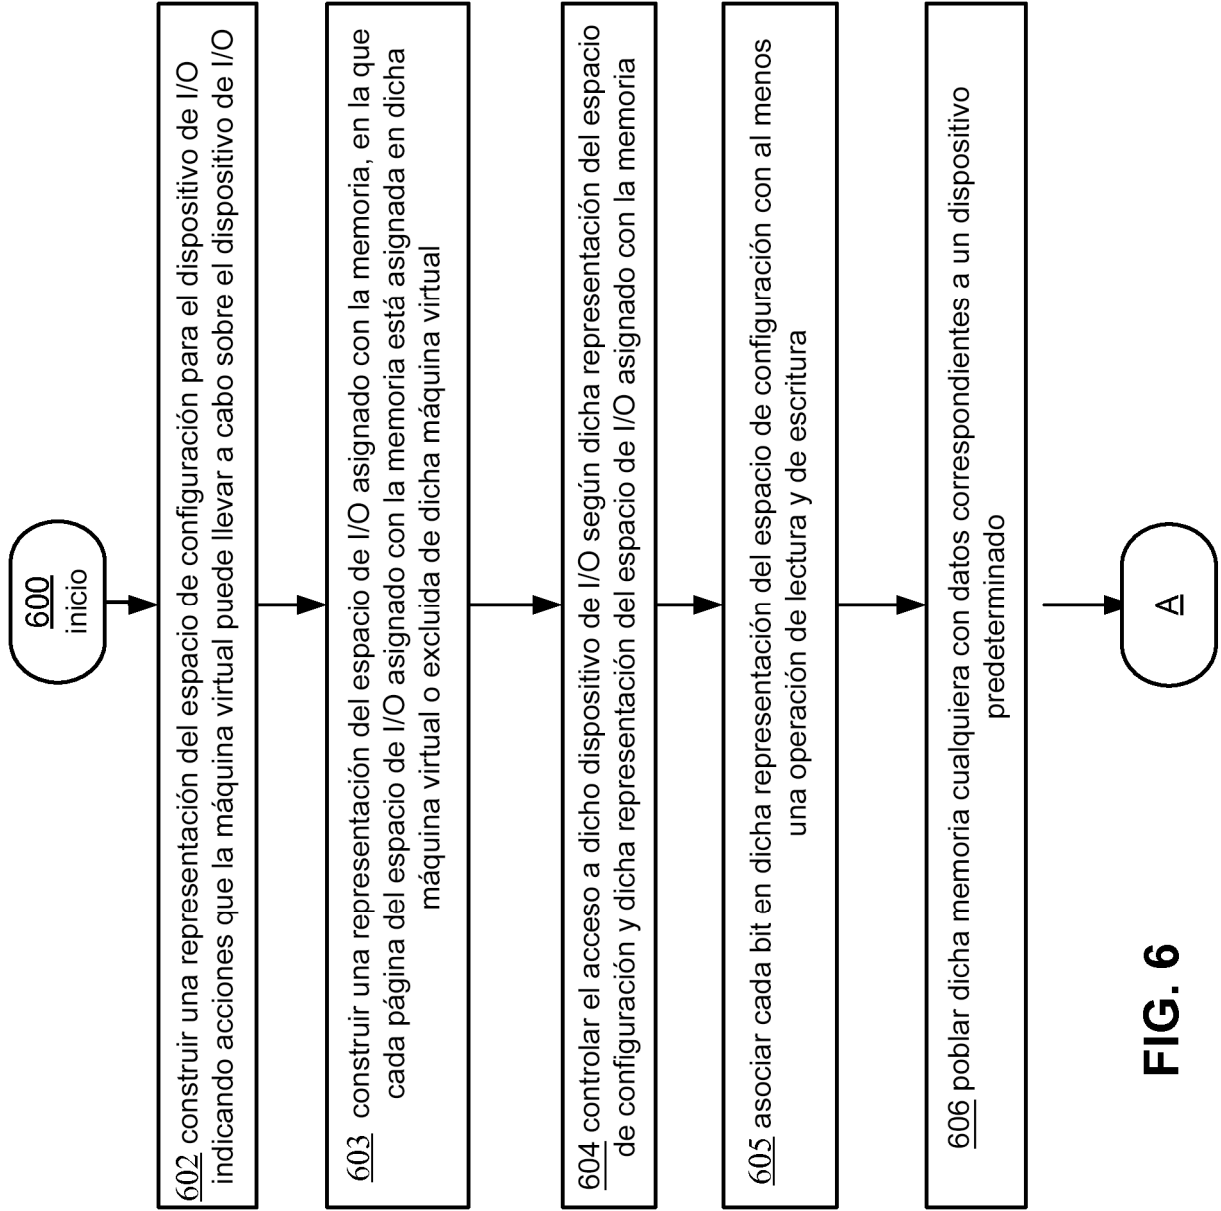 600
inicio
602 construir una representación del espacio de configuración para el dispositivo de I/O
indicando acciones que la máquina virtual puede llevar a cabo sobre el dispositivo de I/O
603 construir una representación del espacio de I/O asignado con la memoria, en la que
cada página del espacio de I/O asignado con la memoria está asignada en dicha
máquina virtual o excluida de dicha máquina virtual
604 controlar el acceso a dicho dispositivo de I/O según dicha representación del espacio
de configuración y dicha representación del espacio de I/O asignado con la memoria
605 asociar cada bit en dicha representación del espacio de configuración con al menos
una operación de lectura y de escritura
606 poblar dicha memoria cualquiera con datos correspondientes a un dispositivo
predeterminado
A
FIG. 6